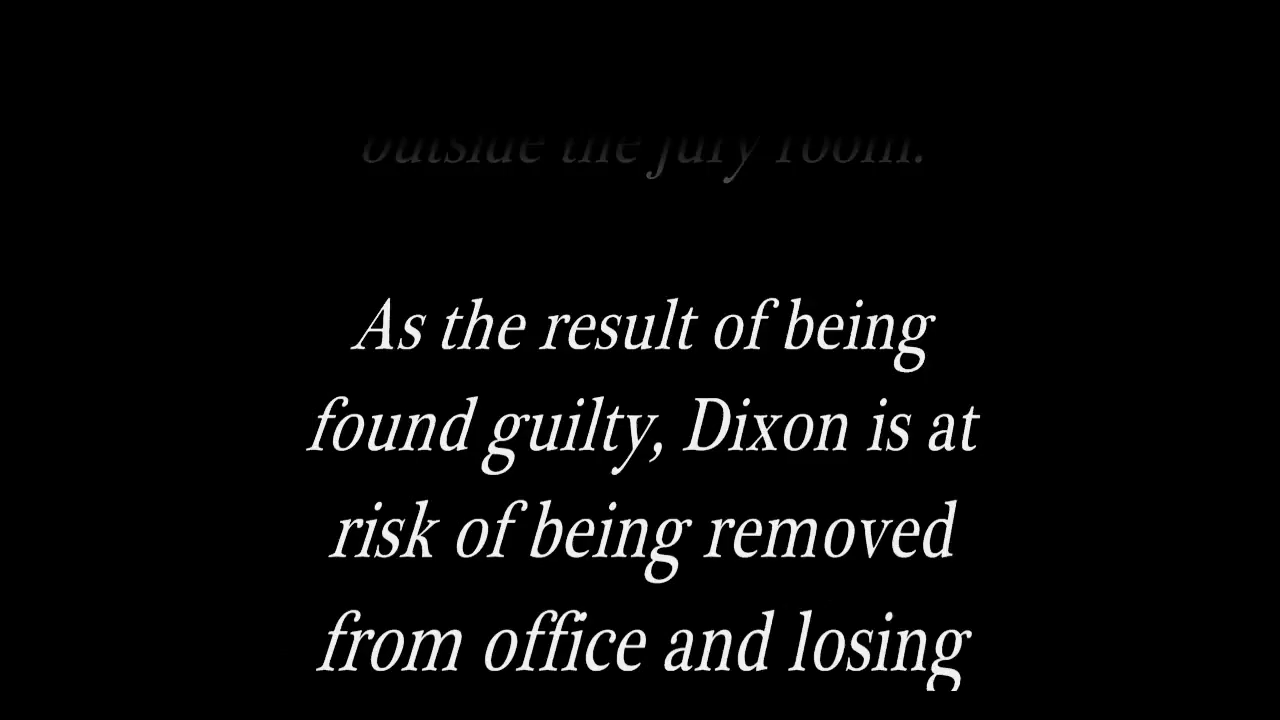 outside the jury room.
As the result of being
found guilty, Dixon is at
risk of being removed
from office and losing